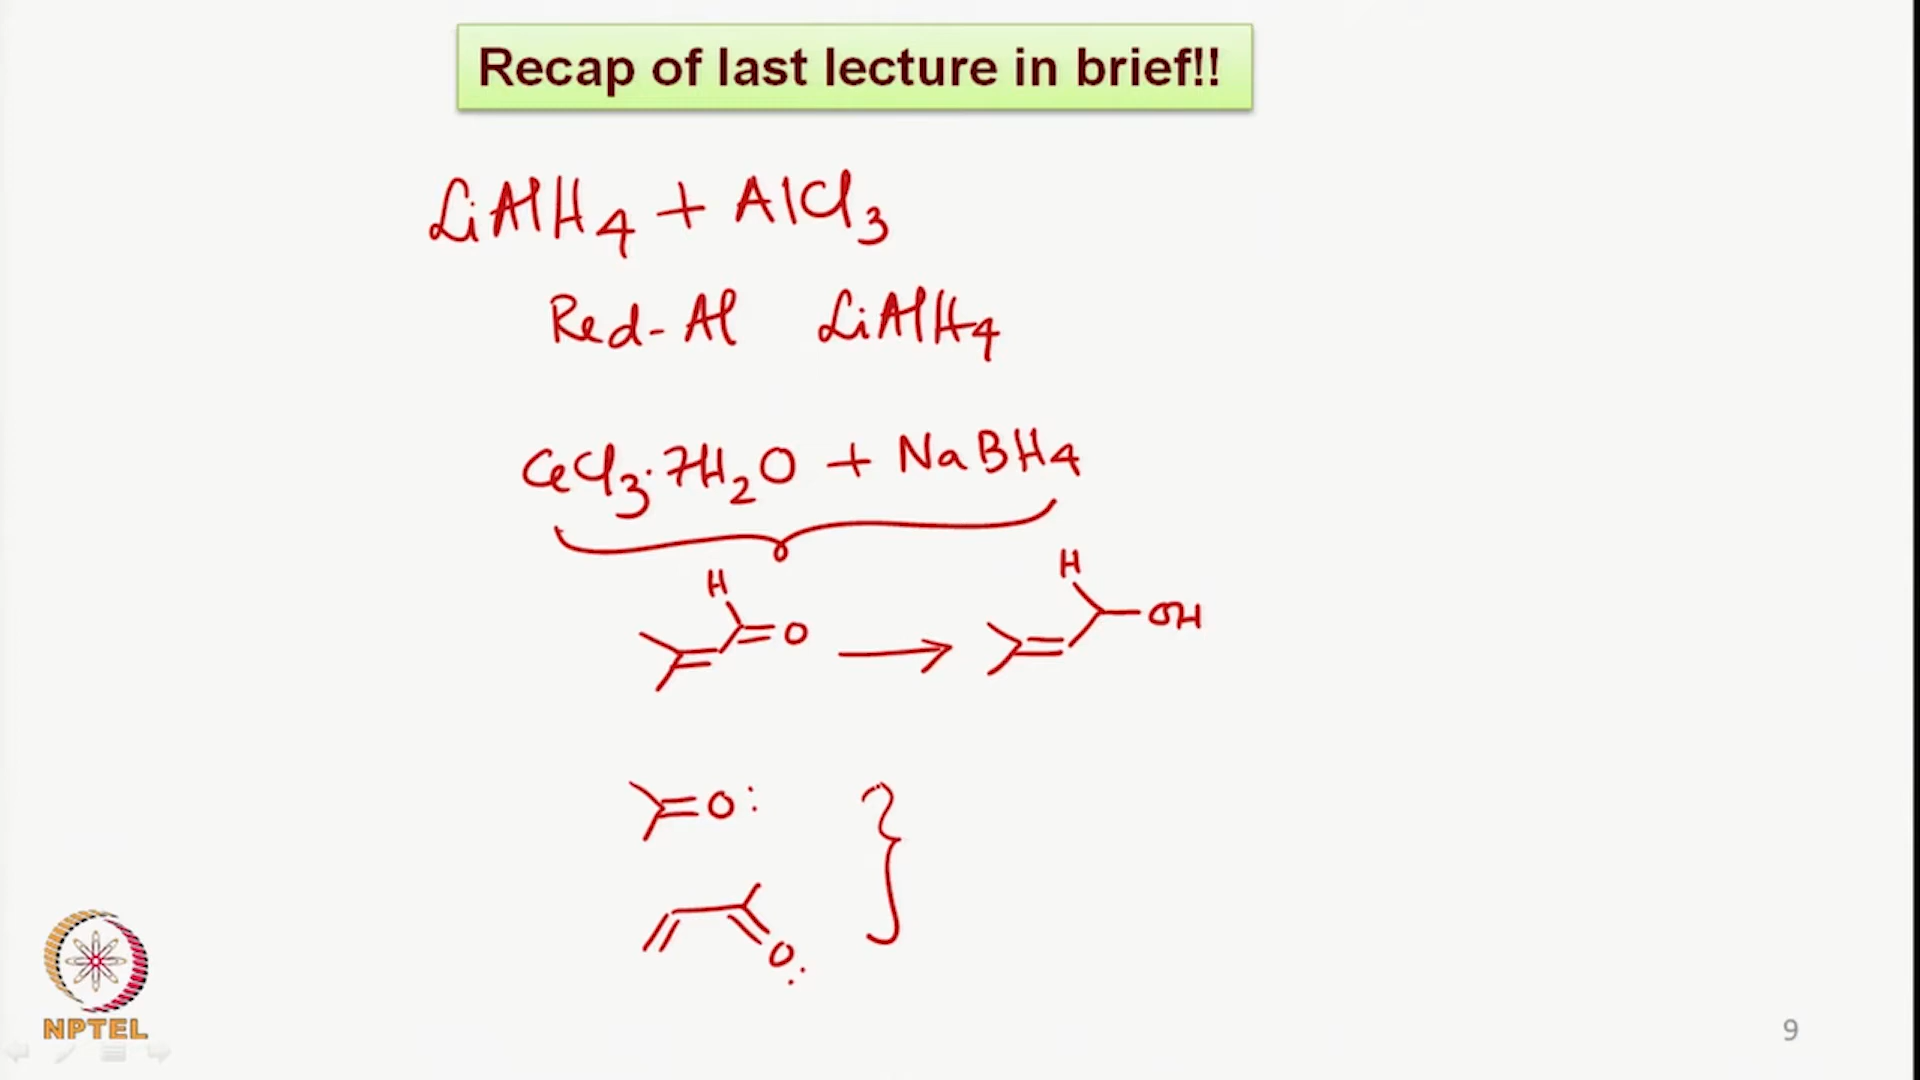 Recap of last lecture in brief!!
LiAlH4 + AlCl3
Red-Al LiAlH4
CeCl3·7H2O + NaBH4
H H
O OH
O:
O:
NPTEL
9